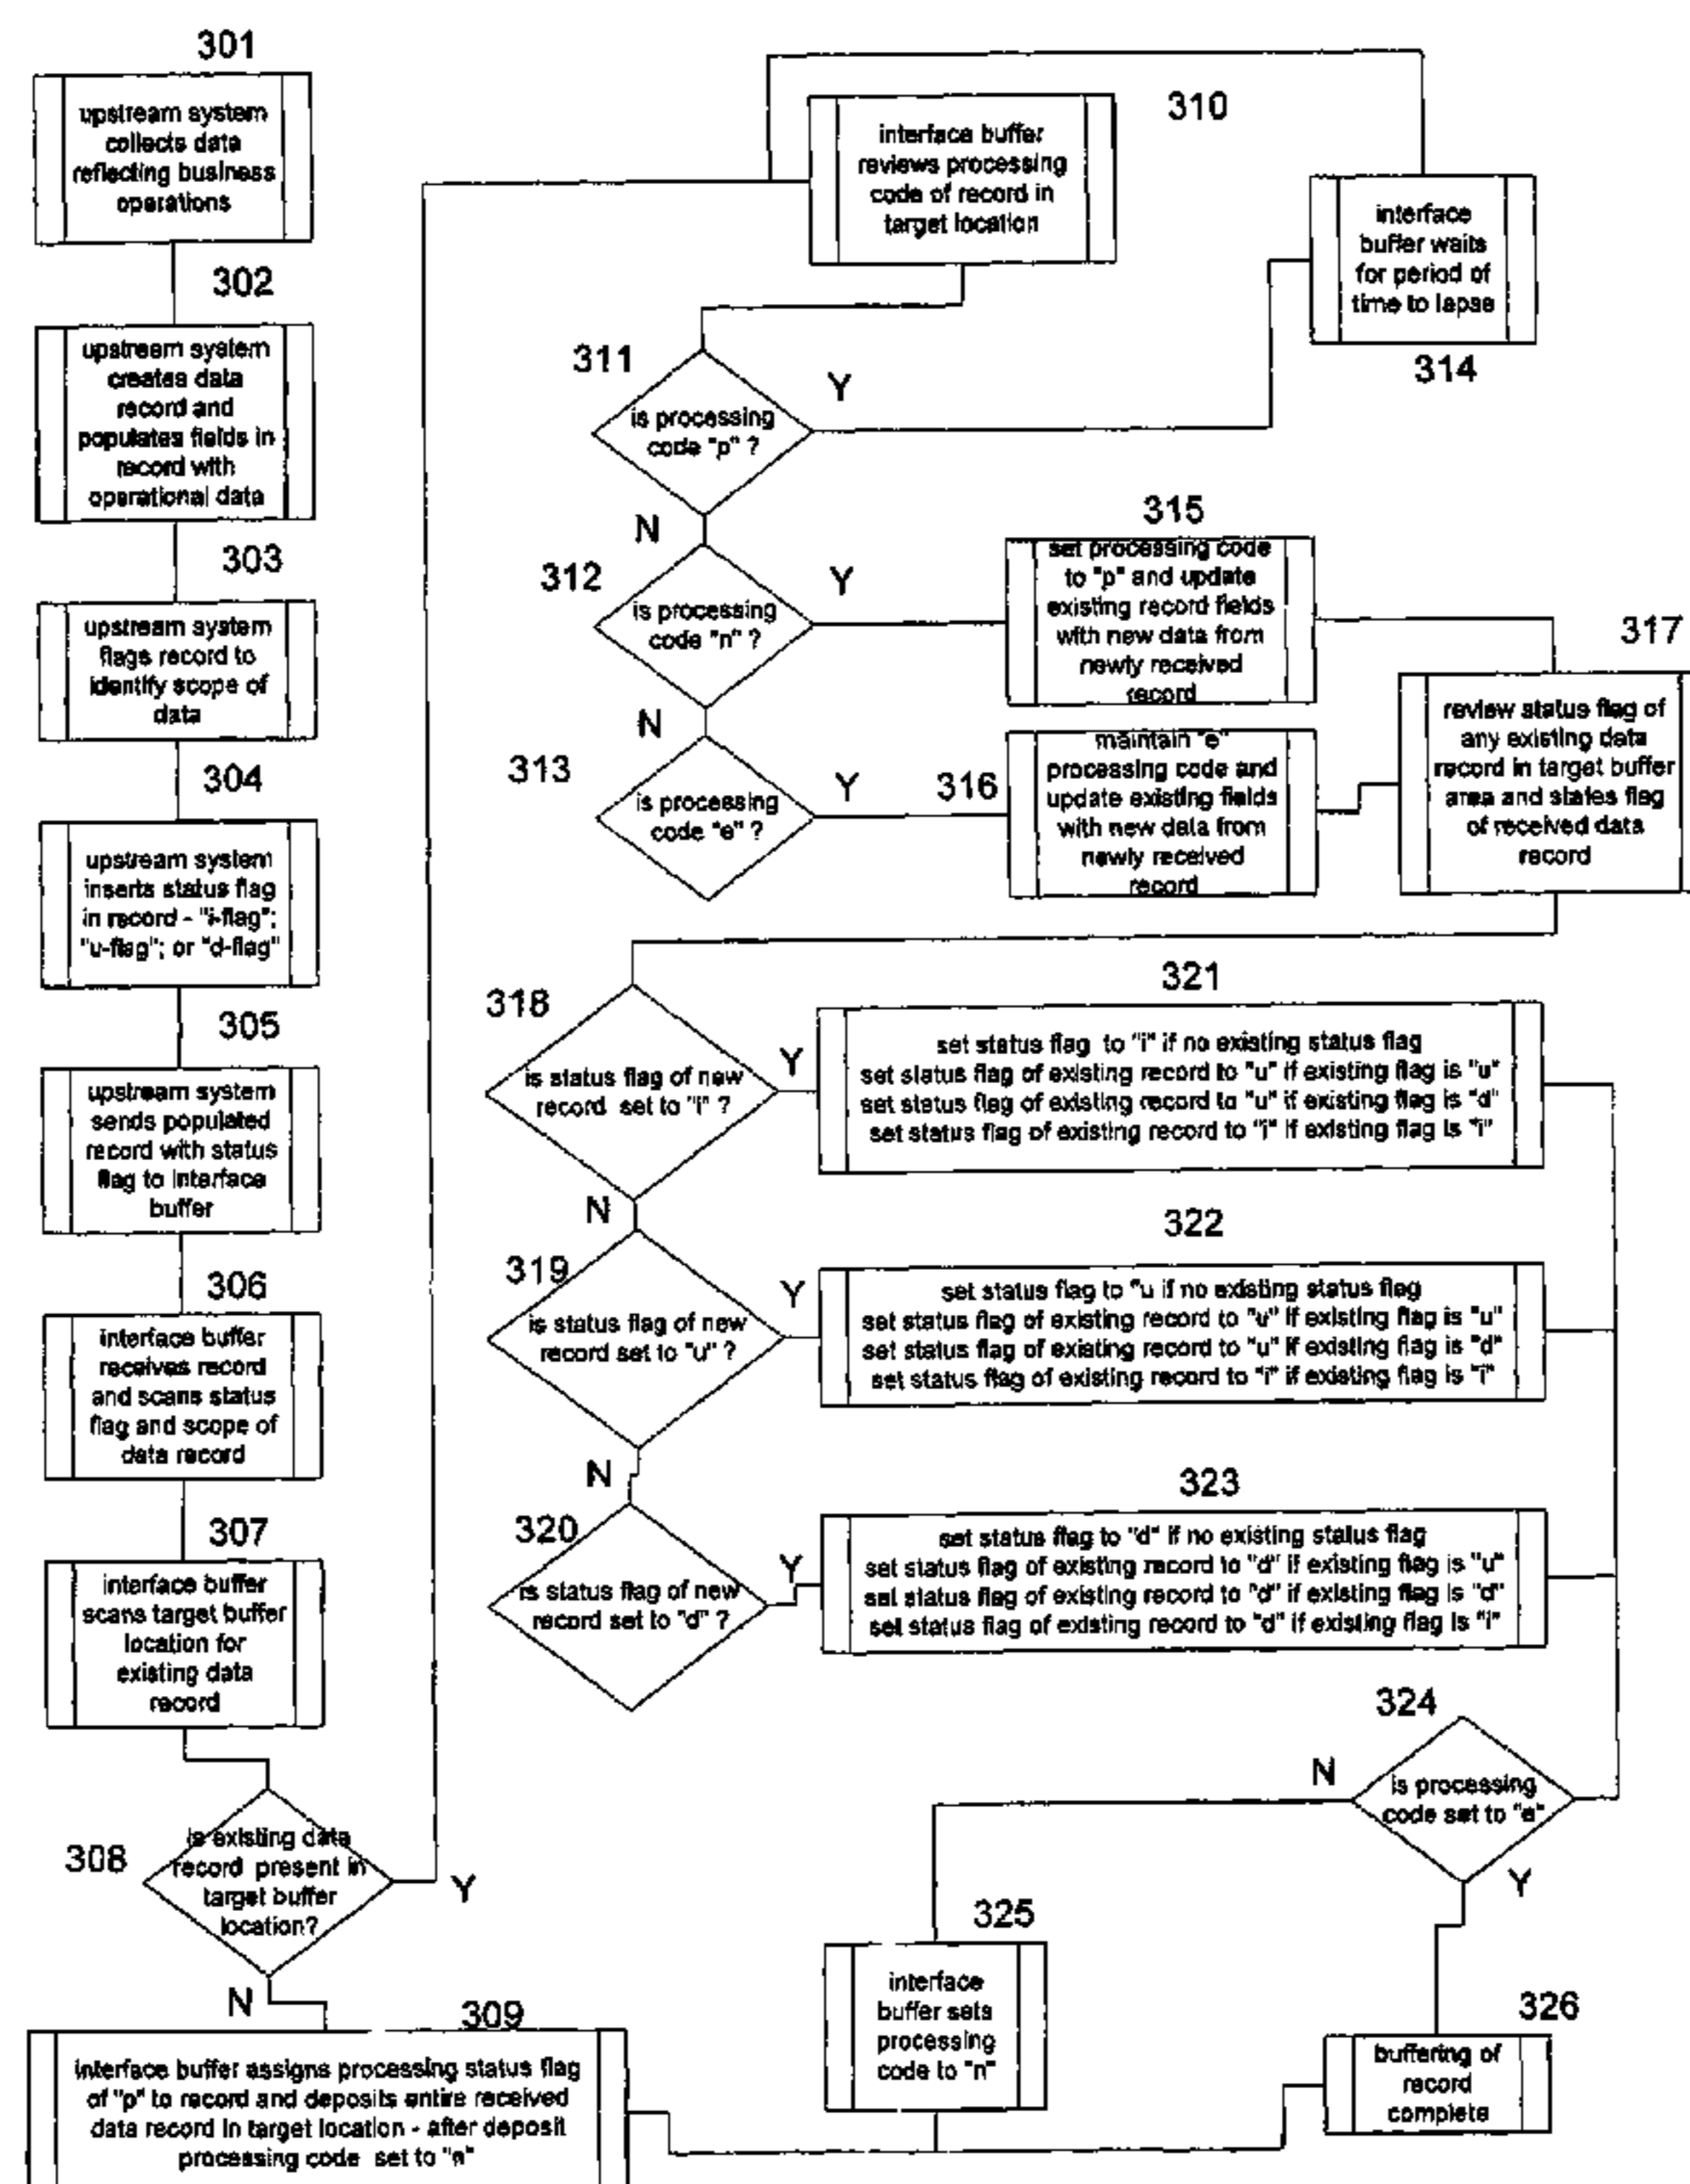 301
upstream system
collects data
reflecting business
operations
302
upstream system
creates data
record and
populates fields in
record with
operational data
303
upstream system
flags record to
identify scope of
data
304
upstream system
inserts status flag
in record - "i-flag";
"u-flag"; or "d-flag"
305
upstream system
sends populated
record with status
flag to interface
buffer
306
interface buffer
receives record
and scans status
flag and scope of
data record
307
interface buffer
scans target buffer
location for
existing data
record
308
is existing data
record present in
target buffer
location?
Y
N
309
interface buffer assigns processing status flag
of "p" to record and deposits entire received
data record in target location - after deposit
processing code set to "n"
310
interface buffer
reviews processing
code of record in
target location
311
is processing
code "p" ?
Y
N
314
interface
buffer waits
for period of
time to lapse
312
is processing
code "n" ?
Y
N
315
set processing code
to "p" and update
existing record fields
with new data from
newly received
record
313
is processing
code "e" ?
Y
316
maintain "e"
processing code and
update existing fields
with new data from
newly received
record
317
review status flag of
any existing data
record in target buffer
area and states flag
of received data
record
318
is status flag of new
record set to "i" ?
Y
N
321
set status flag to "i" if no existing status flag
set status flag of existing record to "u" if existing flag is "u"
set status flag of existing record to "u" if existing flag is "d"
set status flag of existing record to "i" if existing flag is "i"
319
is status flag of new
record set to "u" ?
Y
N
322
set status flag to "u if no existing status flag
set status flag of existing record to "u" if existing flag is "u"
set status flag of existing record to "u" if existing flag is "d"
set status flag of existing record to "i" if existing flag is "i"
320
is status flag of new
record set to "d" ?
Y
323
set status flag to "d" if no existing status flag
set status flag of existing record to "d" if existing flag is "u"
set status flag of existing record to "d" if existing flag is "d"
set status flag of existing record to "d" if existing flag is "i"
324
is processing
code set to "e"
N
Y
325
interface
buffer sets
processing
code to "n"
326
buffering of
record
complete